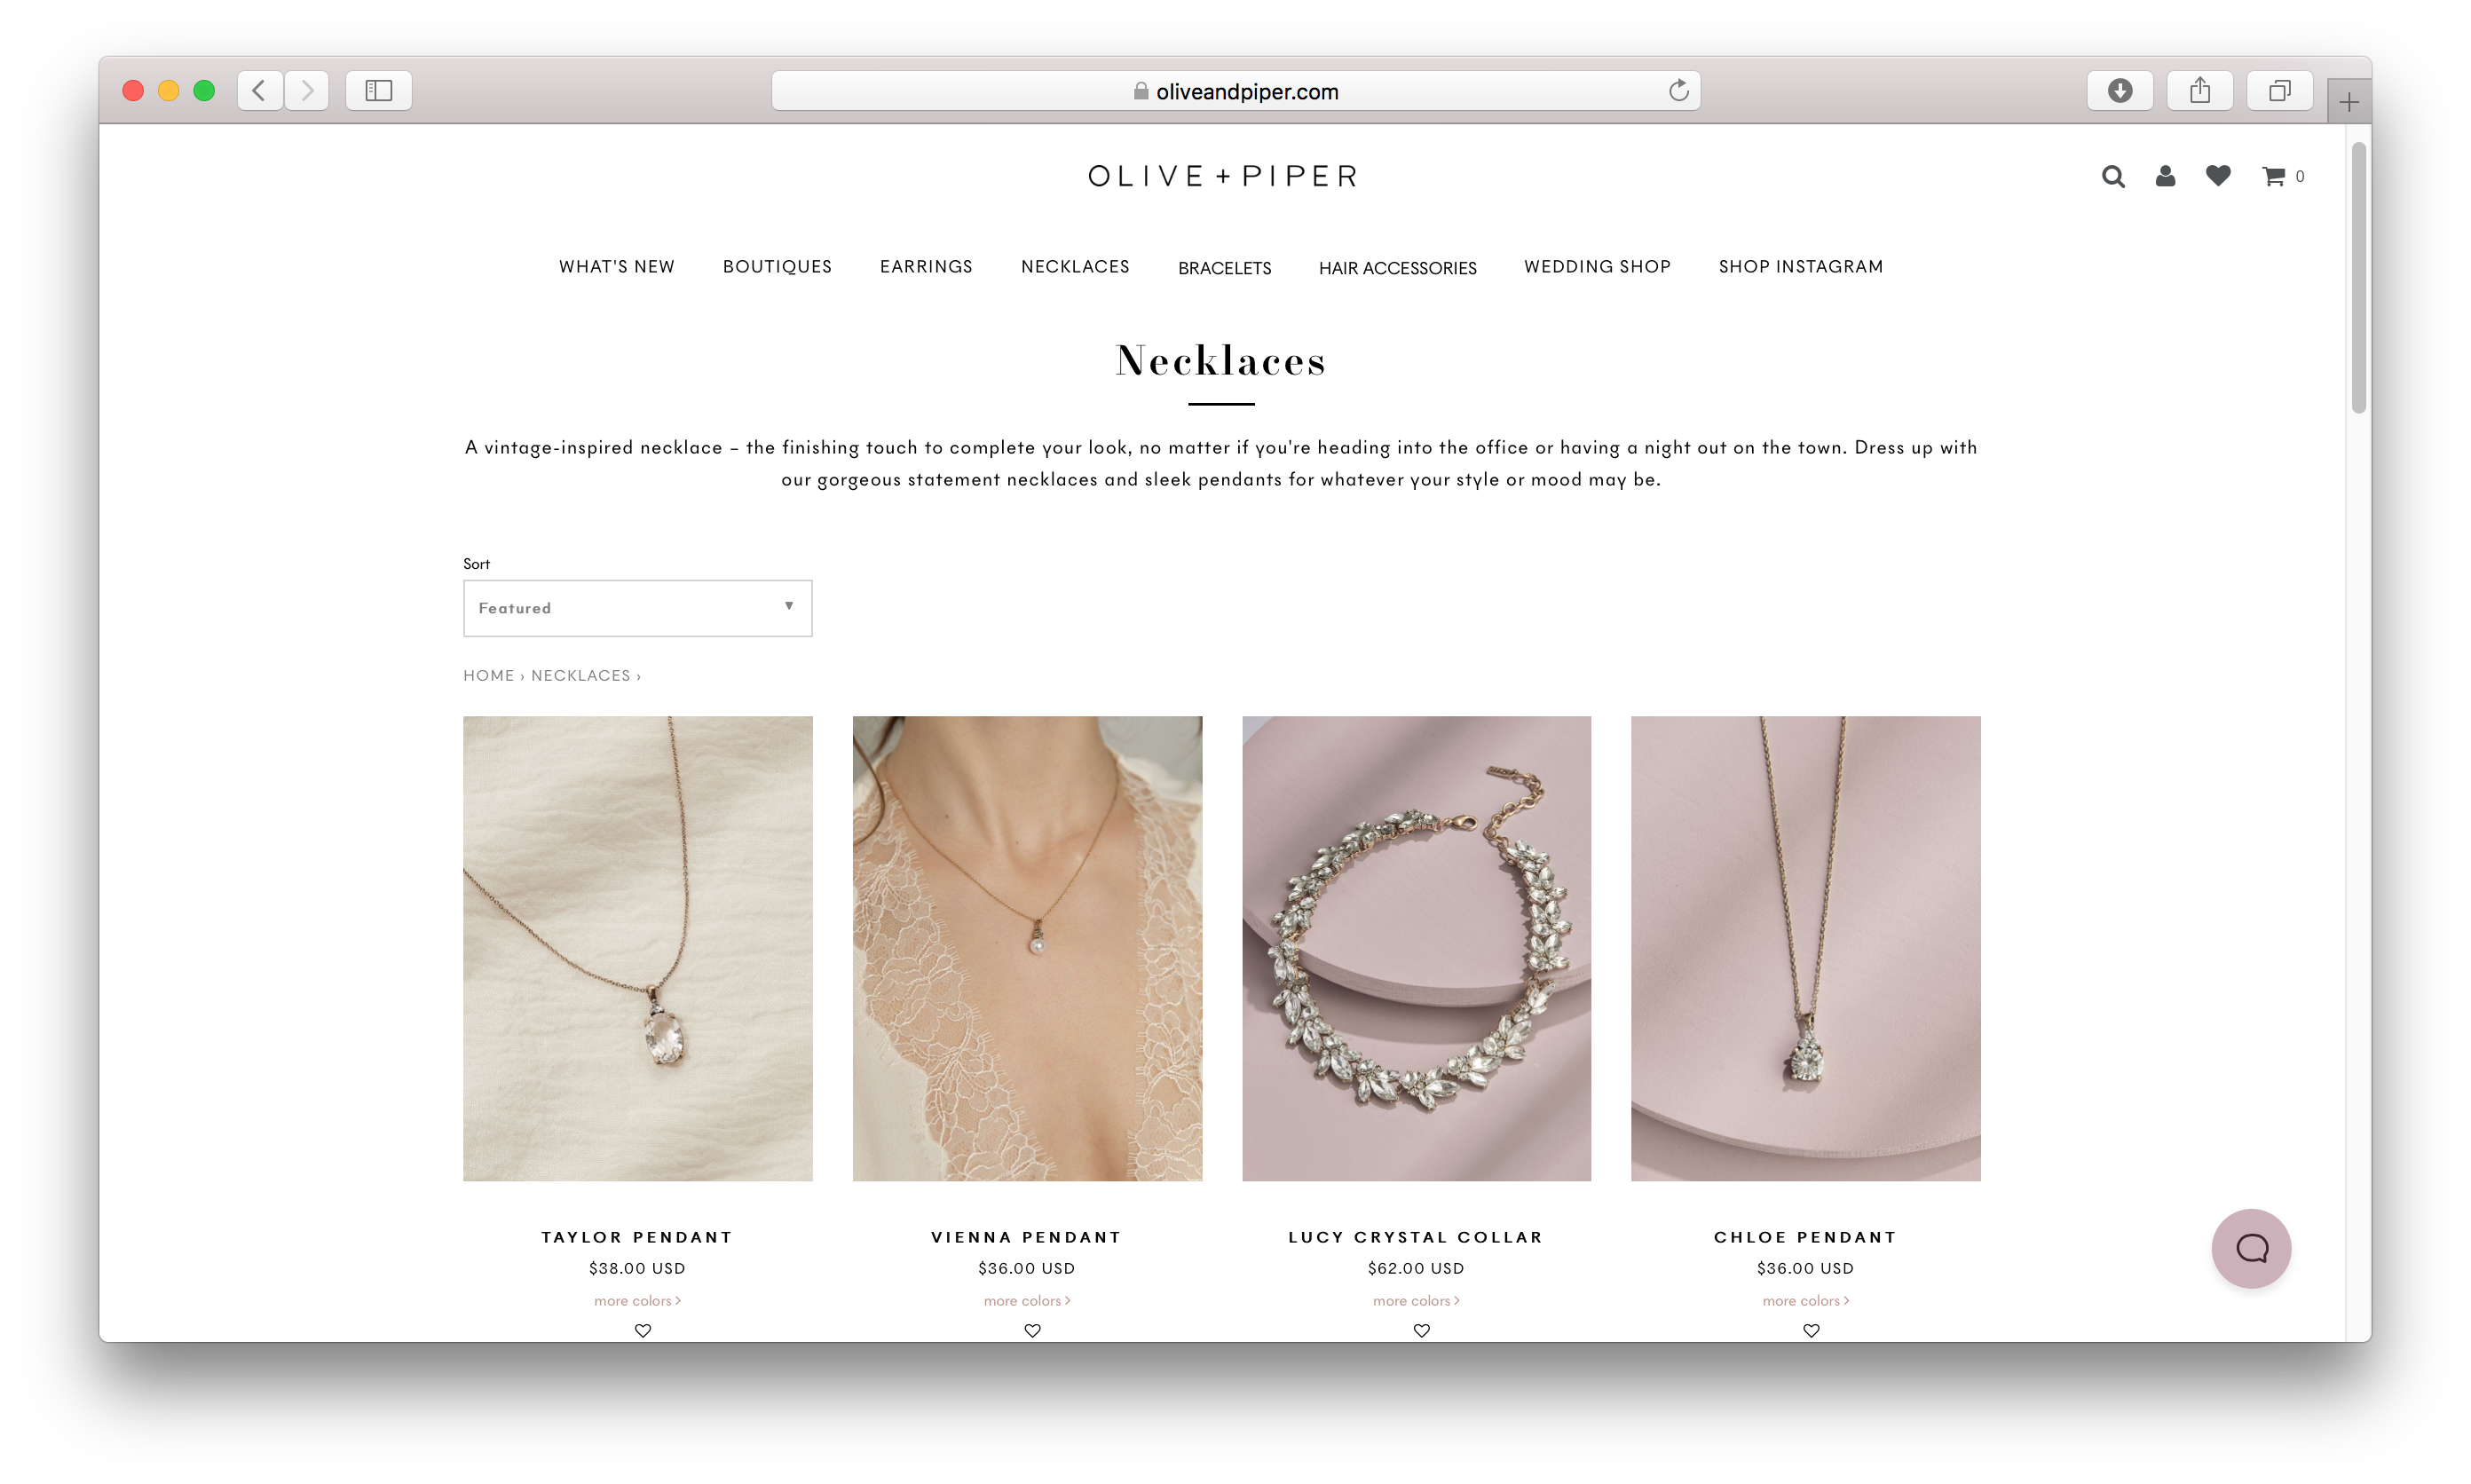 oliveandpiper.com
OLIVE + PIPER
0
WHAT'S NEW BOUTIQUES EARRINGS NECKLACES BRACELETS HAIR ACCESSORIES WEDDING SHOP SHOP INSTAGRAM
Necklaces
A vintage-inspired necklace – the finishing touch to complete your look, no matter if you're heading into the office or having a night out on the town. Dress up with
our gorgeous statement necklaces and sleek pendants for whatever your style or mood may be.
Sort
Featured
HOME › NECKLACES ›
TAYLOR PENDANT
$38.00 USD
more colors >
VIENNA PENDANT
$36.00 USD
more colors >
LUCY CRYSTAL COLLAR
$62.00 USD
more colors >
CHLOE PENDANT
$36.00 USD
more colors >